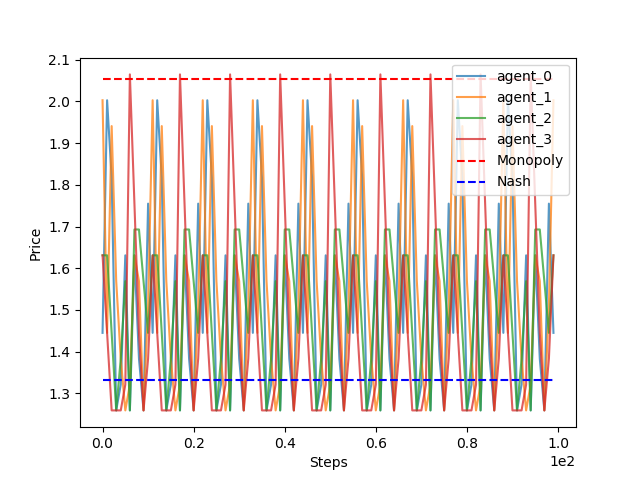 2.1
2.0
1.9
1.8
1.7
1.6
1.5
1.4
1.3
Price
agent_0
agent_1
agent_2
agent_3
Monopoly
Nash
0.0 0.2 0.4 0.6 0.8 1.0
1e2
Steps